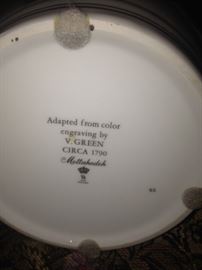 Adapted from color
engraving by
V. GREEN
CIRCA 1790
©Mottahedeh